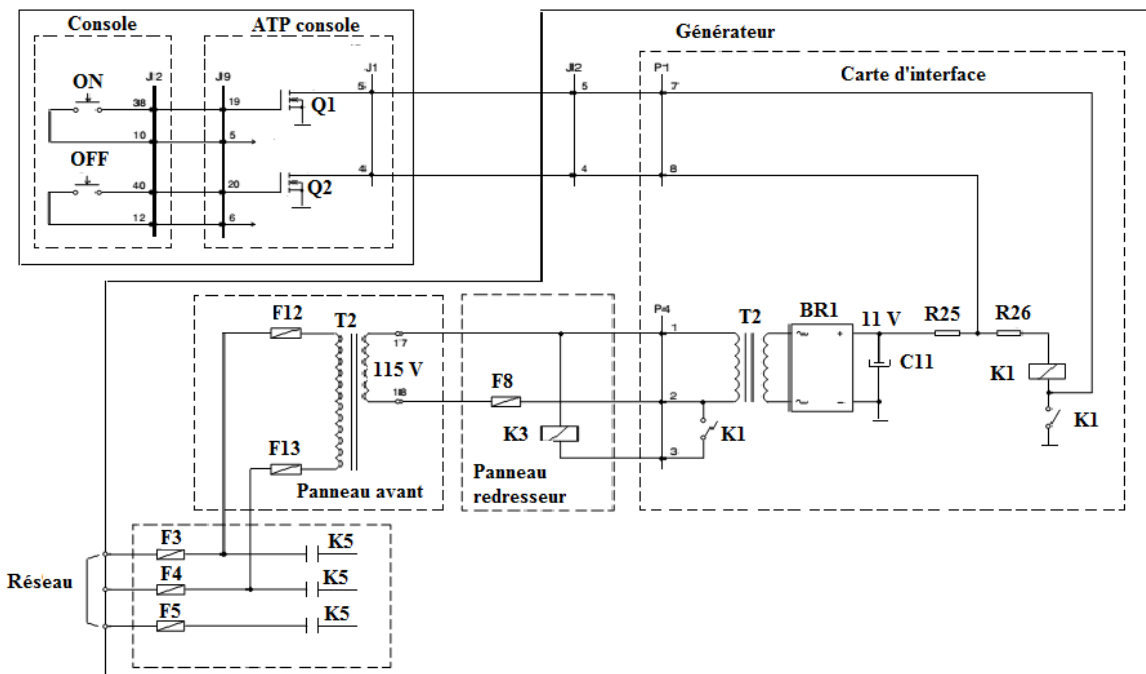 Console
ATP console
Générateur
Carte d'interface
J12 J19 J1 J12 P1
ON
38 19 Q1 5 5 7
10 5
OFF
40 20 Q2 4 4 8
12 6
F12 T2 P4 T2 BR1 11 V R25 R26
17 1
115 V F8 C11 K1
118 2
K3 K1 K1
F13 3
Panneau avant
Panneau
redresseur
F3 K5
Réseau
F4 K5
F5 K5